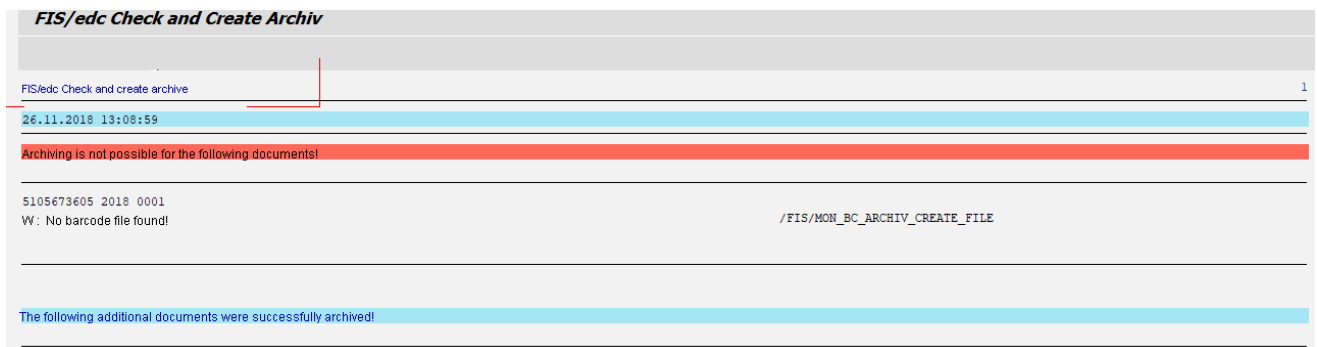 FIS/edc Check and Create Archiv
FIS/edc Check and create archive 1
26.11.2018 13:08:59
Archiving is not possible for the following documents!
5105673605 2018 0001
W: No barcode file found! /FIS/MON_BC_ARCHIV_CREATE_FILE
The following additional documents were successfully archived!